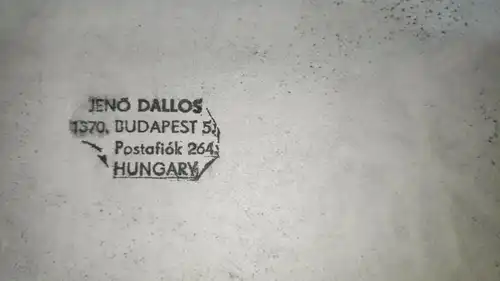 JENŐ DALLOS
1370, BUDAPEST 5,
Postafiók 264.
HUNGARY